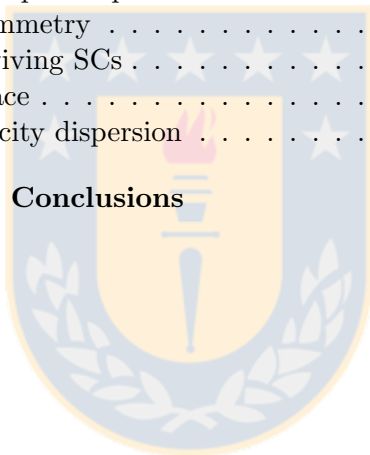 mmetry . . . . . . . . . . . .
iving SCs . . . . . . . . . . .
ace . . . . . . . . . . . . . . .
city dispersion . . . . . . . .
Conclusions